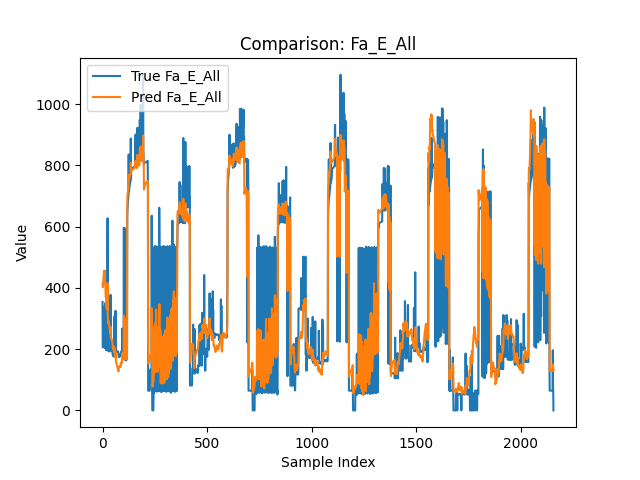 Comparison: Fa_E_All
True Fa_E_All
Pred Fa_E_All
Value
1000
800
600
400
200
0
0
500
1000
1500
2000
Sample Index